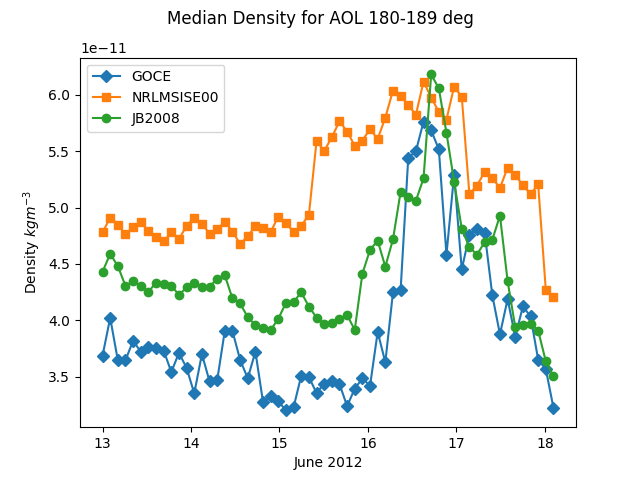 Median Density for AOL 180-189 deg
1e−11
GOCE
NRLMSISE00
JB2008
6.0
5.5
5.0
4.5
4.0
3.5
Density kgm⁻³
13 14 15 16 17 18
June 2012